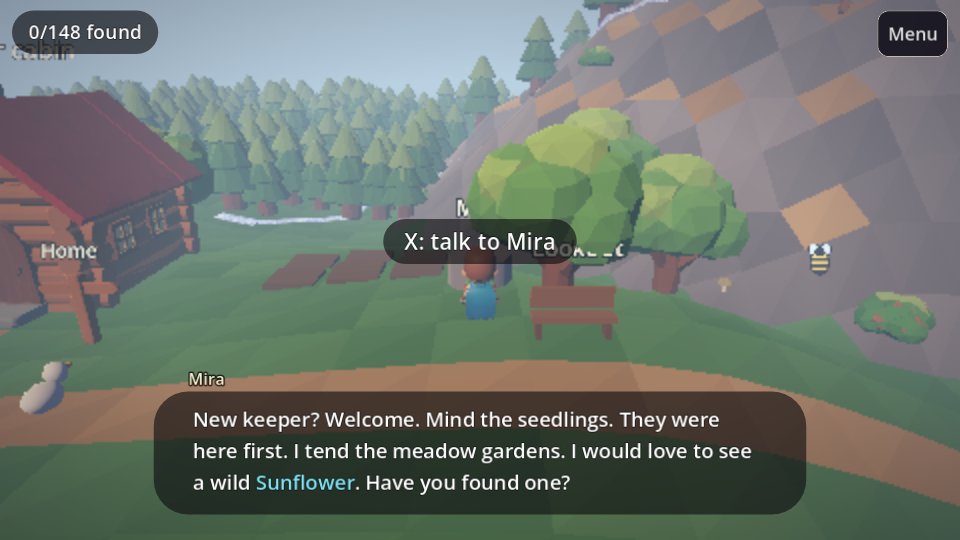 0/148 found
Menu
cabin
X: talk to Mira
Home
Mira
New keeper? Welcome. Mind the seedlings. They were
here first. I tend the meadow gardens. I would love to see
a wild Sunflower. Have you found one?